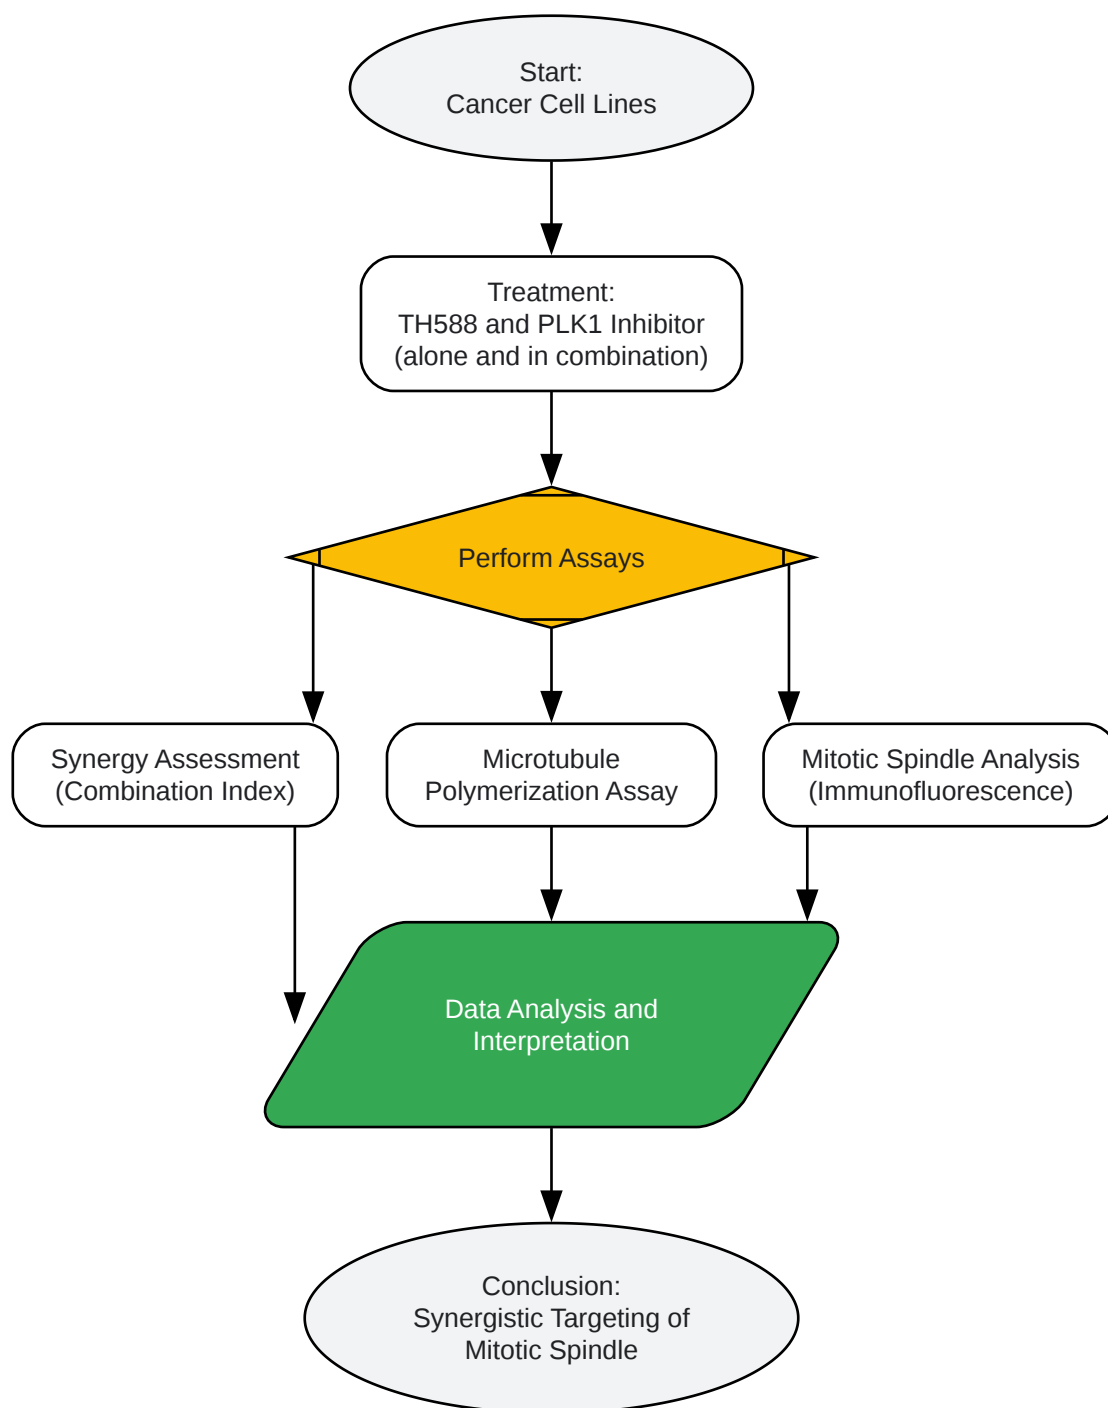 Start:
Cancer Cell Lines
Treatment:
TH588 and PLK1 Inhibitor
(alone and in combination)
Perform Assays
Synergy Assessment
(Combination Index)
Microtubule
Polymerization Assay
Mitotic Spindle Analysis
(Immunofluorescence)
Data Analysis and
Interpretation
Conclusion:
Synergistic Targeting of
Mitotic Spindle